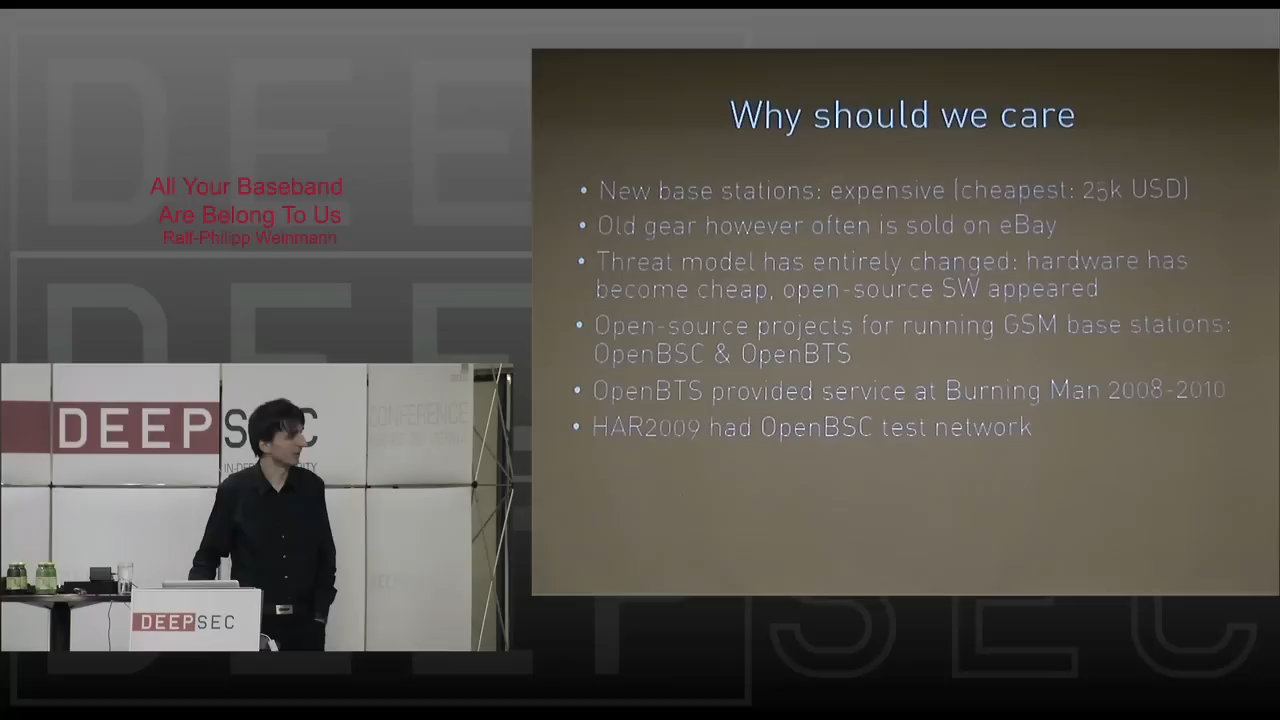 All Your Baseband
Are Belong To Us
Ralf-Philipp Weinmann
Why should we care
• New base stations: expensive (cheapest: 25k USD)
• Old gear however often is sold on eBay
• Threat model has entirely changed: hardware has
become cheap, open-source SW appeared
• Open-source projects for running GSM base stations:
OpenBSC & OpenBTS
• OpenBTS provided service at Burning Man 2008-2010
• HAR2009 had OpenBSC test network
DEEPSEC
CONFERENCE
DEEPSEC